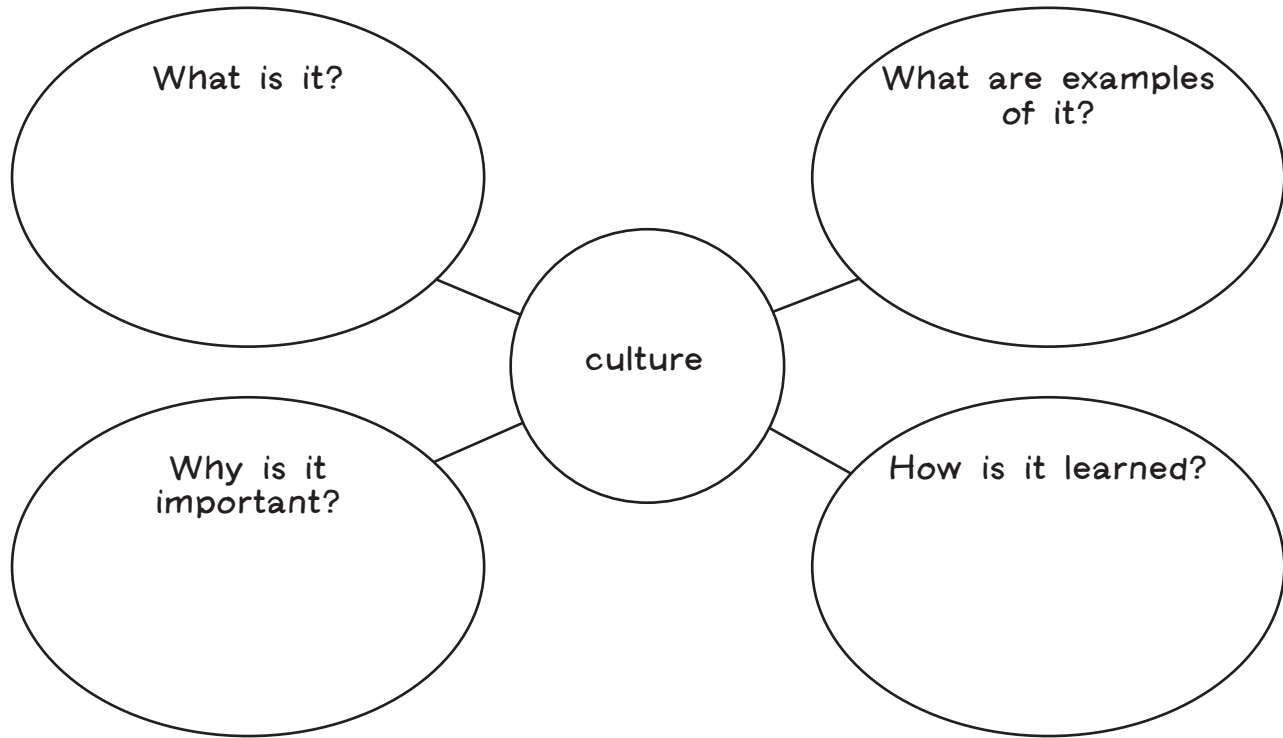 What is it?
What are examples
of it?
culture
Why is it
important?
How is it learned?